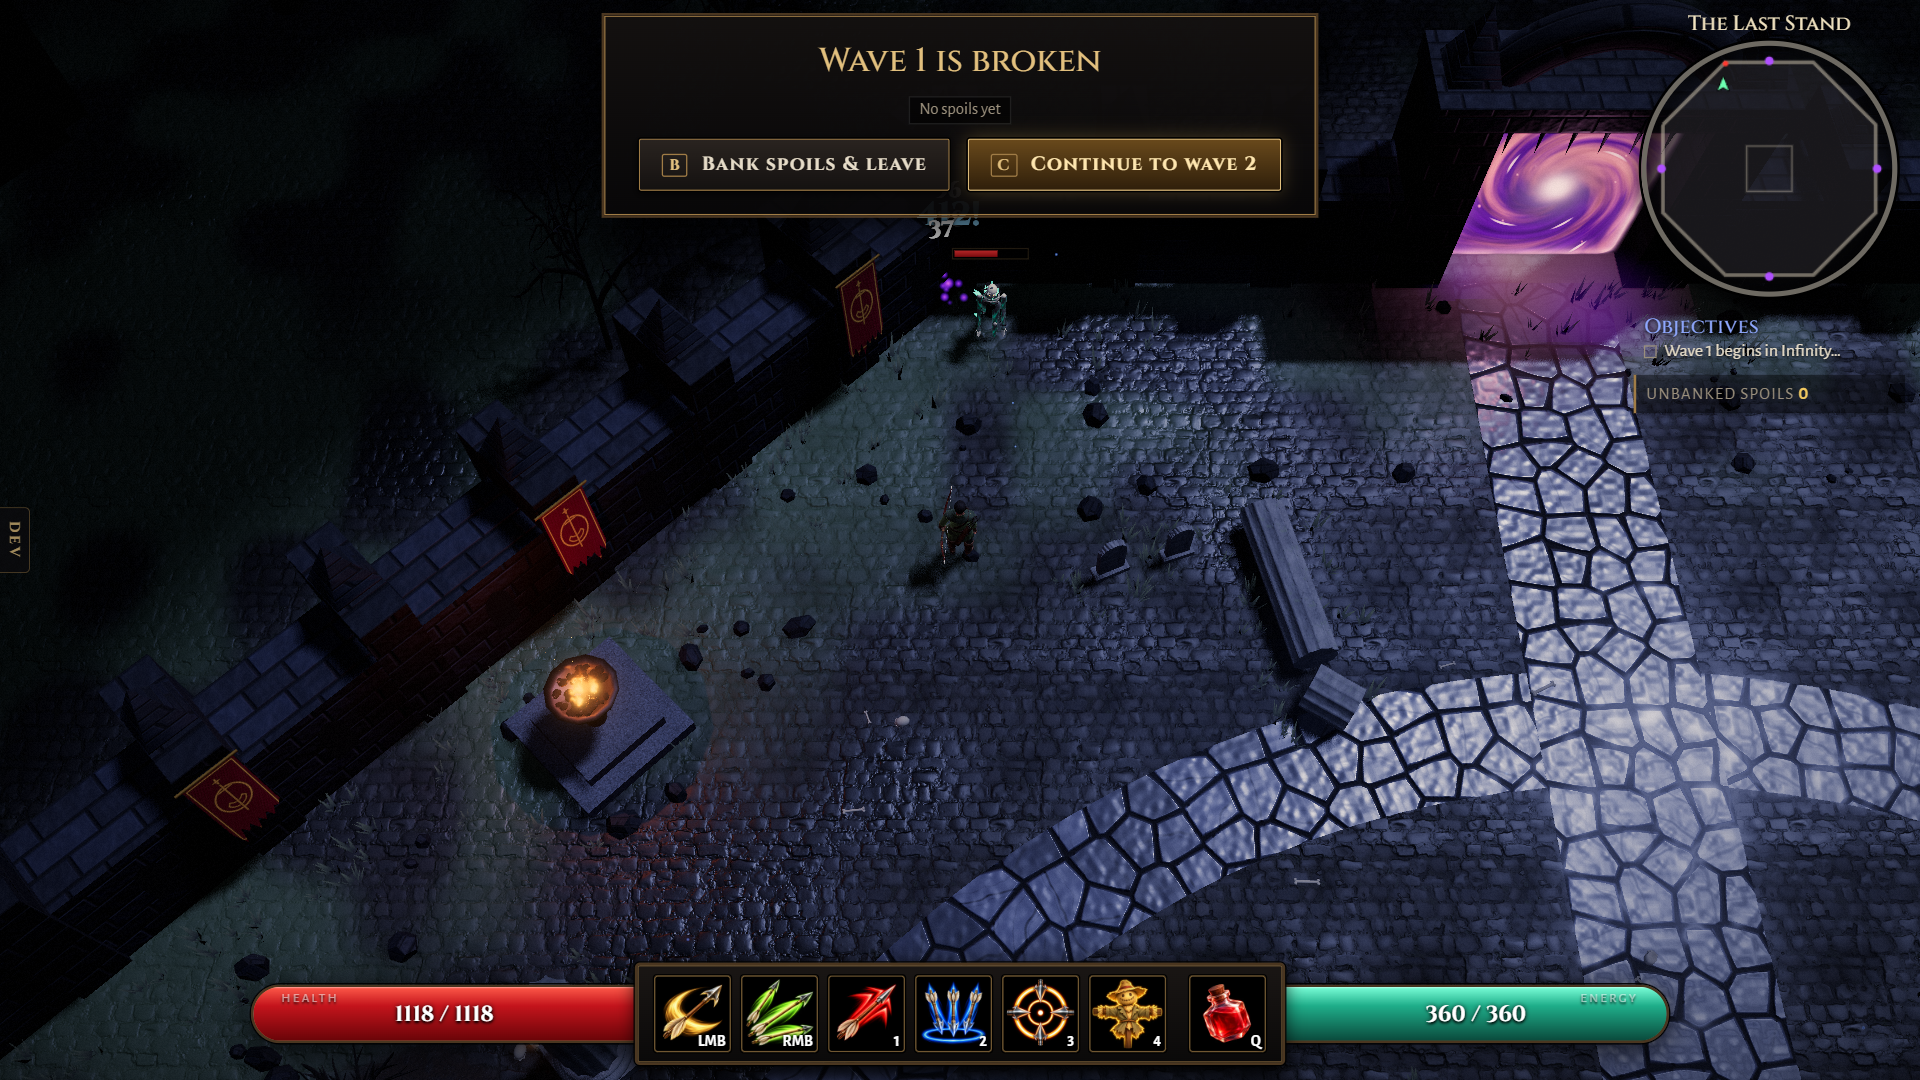 THE LAST STAND
WAVE 1 IS BROKEN
No spoils yet
B BANK SPOILS & LEAVE
C CONTINUE TO WAVE 2
37
OBJECTIVES
Wave 1 begins in Infinity...
UNBANKED SPOILS 0
DEV
HEALTH
1118 / 1118
LMB
RMB
1
2
3
4
Q
ENERGY
360 / 360